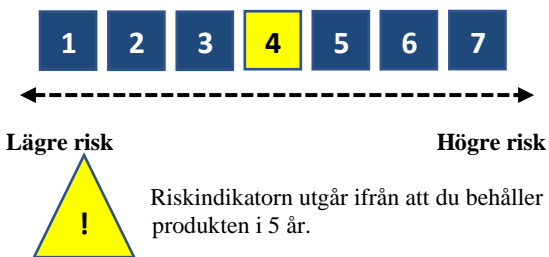 1 2 3 4 5 6 7
Lägre risk Högre risk
! Riskindikatorn utgår ifrån att du behåller
produkten i 5 år.